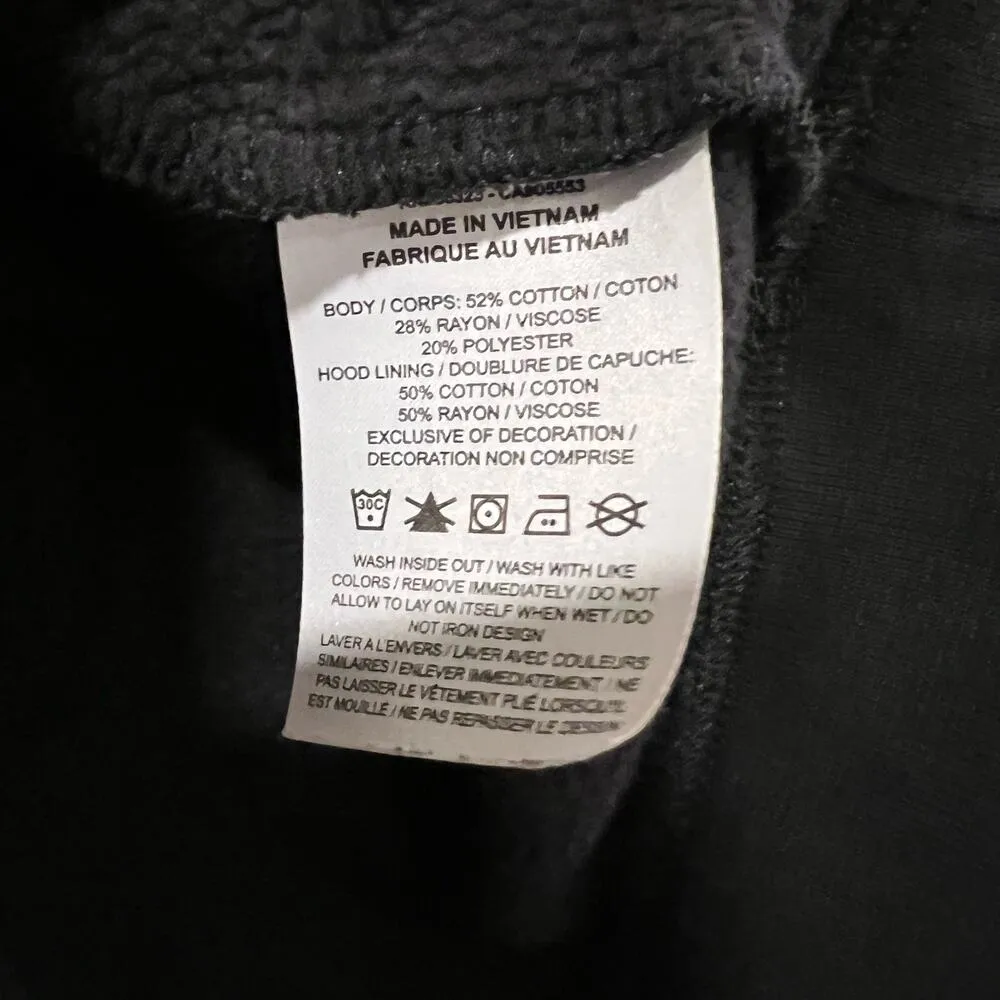 CA905553
MADE IN VIETNAM
FABRIQUE AU VIETNAM
BODY / CORPS: 52% COTTON / COTON
28% RAYON / VISCOSE
20% POLYESTER
HOOD LINING / DOUBLURE DE CAPUCHE:
50% COTTON / COTON
50% RAYON / VISCOSE
EXCLUSIVE OF DECORATION /
DECORATION NON COMPRISE
30C
WASH INSIDE OUT / WASH WITH LIKE
COLORS / REMOVE IMMEDIATELY / DO NOT
ALLOW TO LAY ON ITSELF WHEN WET / DO
NOT IRON DESIGN
LAVER A L'ENVERS / LAVER AVEC COULEURS
SIMILAIRES / ENLEVER IMMEDIATEMENT / NE
PAS LAISSER LE VÊTEMENT PLIÉ LORSQU'IL
EST MOUILLÉ / NE PAS REPASSER LE DESSIN